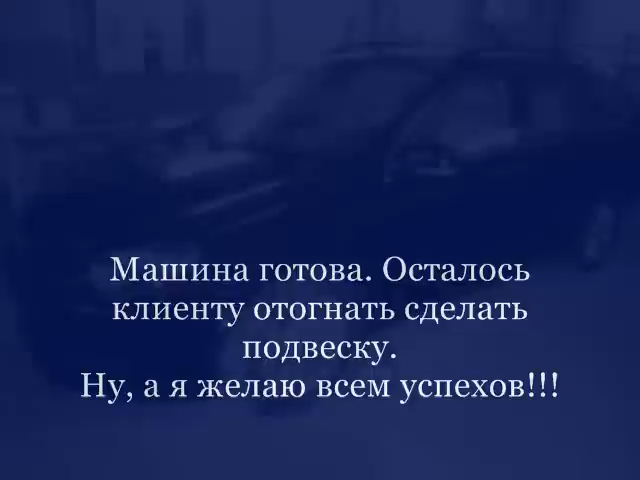 Машина готова. Осталось
клиенту отогнать сделать
подвеску.
Ну, а я желаю всем успехов!!!